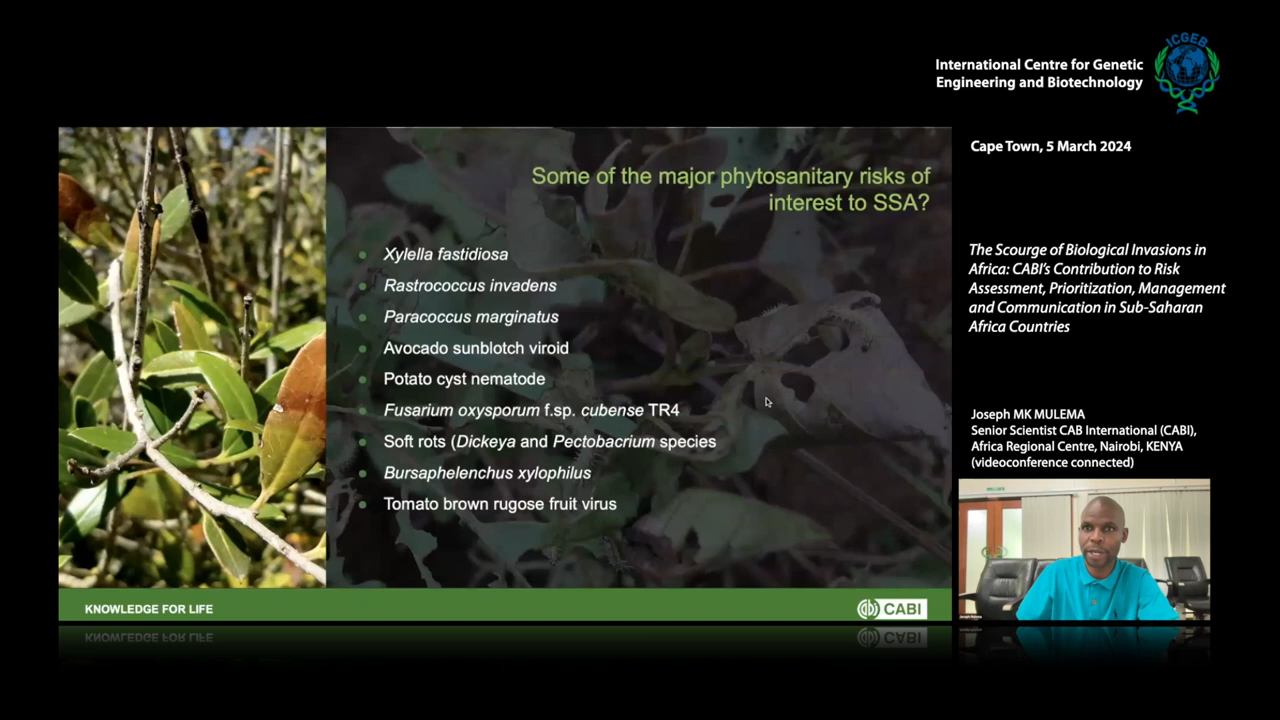 ICGEB
International Centre for Genetic
Engineering and Biotechnology
Cape Town, 5 March 2024
Some of the major phytosanitary risks of
interest to SSA?
Xylella fastidiosa
Rastrococcus invadens
Paracoccus marginatus
Avocado sunblotch viroid
Potato cyst nematode
Fusarium oxysporum f.sp. cubense TR4
Soft rots (Dickeya and Pectobacrium species
Bursaphelenchus xylophilus
Tomato brown rugose fruit virus
The Scourge of Biological Invasions in
Africa: CABI's Contribution to Risk
Assessment, Prioritization, Management
and Communication in Sub-Saharan
Africa Countries
Joseph MK MULEMA
Senior Scientist CAB International (CABI),
Africa Regional Centre, Nairobi, KENYA
(videoconference connected)
KNOWLEDGE FOR LIFE
CABI